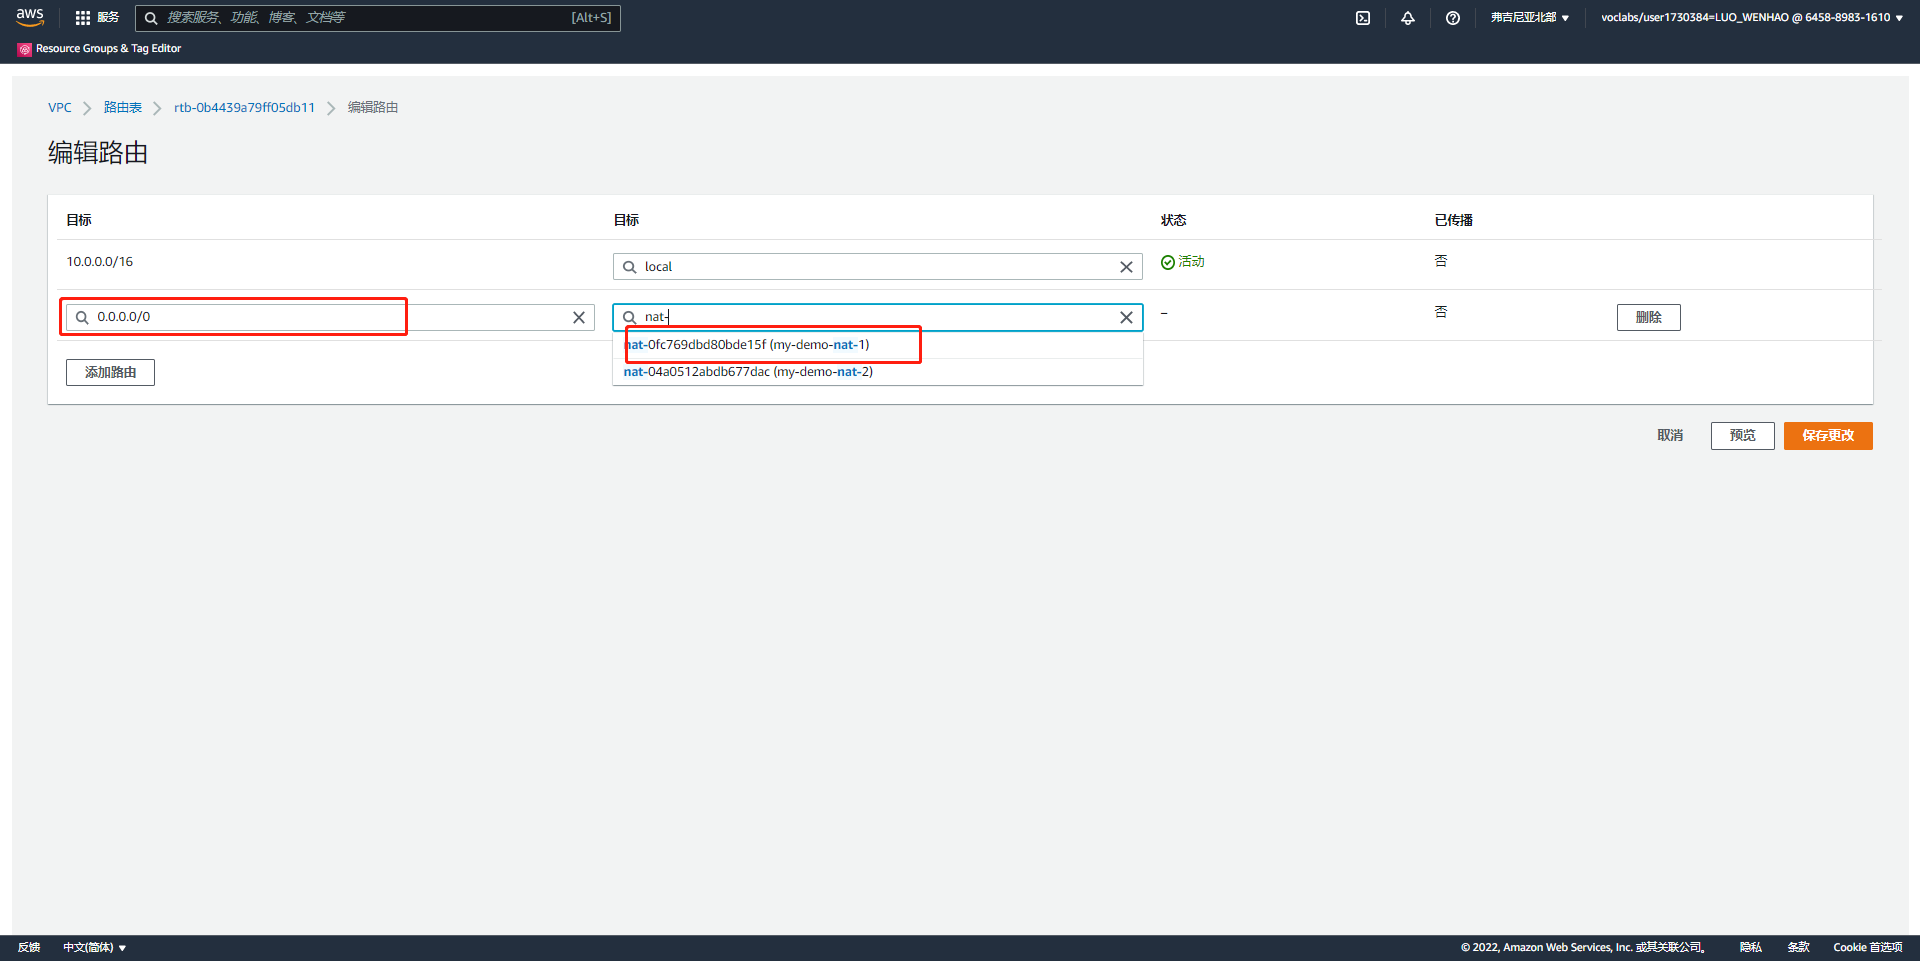 aws
服务
搜索服务、功能、博客、文档等
[Alt+S]
弗吉尼亚北部
voclabs/user1730384=LUO_WENHAO @ 6458-8983-1610
Resource Groups & Tag Editor
VPC
路由表
rtb-0b4439a79ff05db11
编辑路由
编辑路由
目标
目标
状态
已传播
10.0.0.0/16
local
活动
否
0.0.0.0/0
nat-
–
否
删除
nat-0fc769dbd80bde15f (my-demo-nat-1)
nat-04a0512abdb677dac (my-demo-nat-2)
添加路由
取消
预览
保存更改
反馈
中文(简体)
© 2022, Amazon Web Services, Inc. 或其关联公司。
隐私
条款
Cookie 首选项